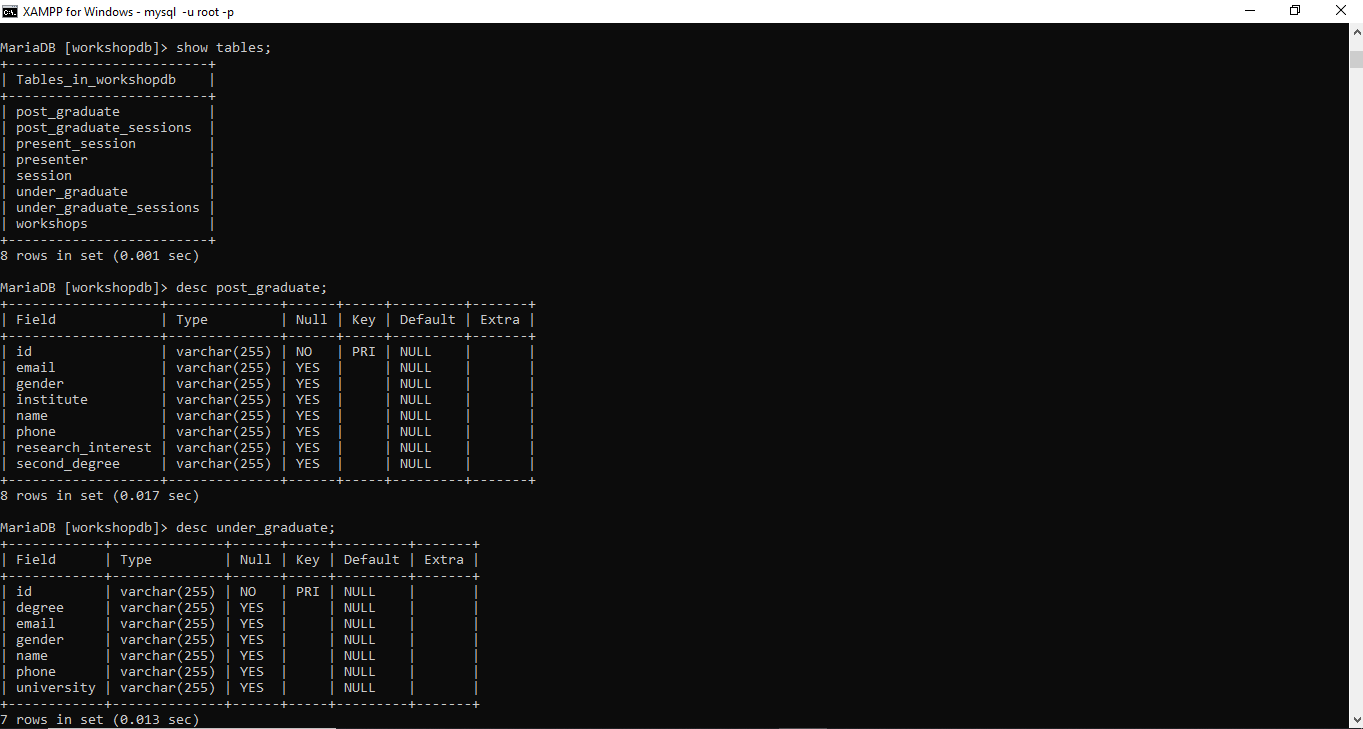 XAMPP for Windows - mysql  -u root -p
MariaDB [workshopdb]> show tables;
+-------------------------+
| Tables_in_workshopdb    |
+-------------------------+
| post_graduate           |
| post_graduate_sessions  |
| present_session         |
| presenter               |
| session                 |
| under_graduate          |
| under_graduate_sessions |
| workshops               |
+-------------------------+
8 rows in set (0.001 sec)
MariaDB [workshopdb]> desc post_graduate;
+-------------------+--------------+------+-----+---------+-------+
| Field             | Type         | Null | Key | Default | Extra |
+-------------------+--------------+------+-----+---------+-------+
| id                | varchar(255) | NO   | PRI | NULL    |       |
| email             | varchar(255) | YES  |     | NULL    |       |
| gender            | varchar(255) | YES  |     | NULL    |       |
| institute         | varchar(255) | YES  |     | NULL    |       |
| name              | varchar(255) | YES  |     | NULL    |       |
| phone             | varchar(255) | YES  |     | NULL    |       |
| research_interest | varchar(255) | YES  |     | NULL    |       |
| second_degree     | varchar(255) | YES  |     | NULL    |       |
+-------------------+--------------+------+-----+---------+-------+
8 rows in set (0.017 sec)
MariaDB [workshopdb]> desc under_graduate;
+------------+--------------+------+-----+---------+-------+
| Field      | Type         | Null | Key | Default | Extra |
+------------+--------------+------+-----+---------+-------+
| id         | varchar(255) | NO   | PRI | NULL    |       |
| degree     | varchar(255) | YES  |     | NULL    |       |
| email      | varchar(255) | YES  |     | NULL    |       |
| gender     | varchar(255) | YES  |     | NULL    |       |
| name       | varchar(255) | YES  |     | NULL    |       |
| phone      | varchar(255) | YES  |     | NULL    |       |
| university | varchar(255) | YES  |     | NULL    |       |
+------------+--------------+------+-----+---------+-------+
7 rows in set (0.013 sec)